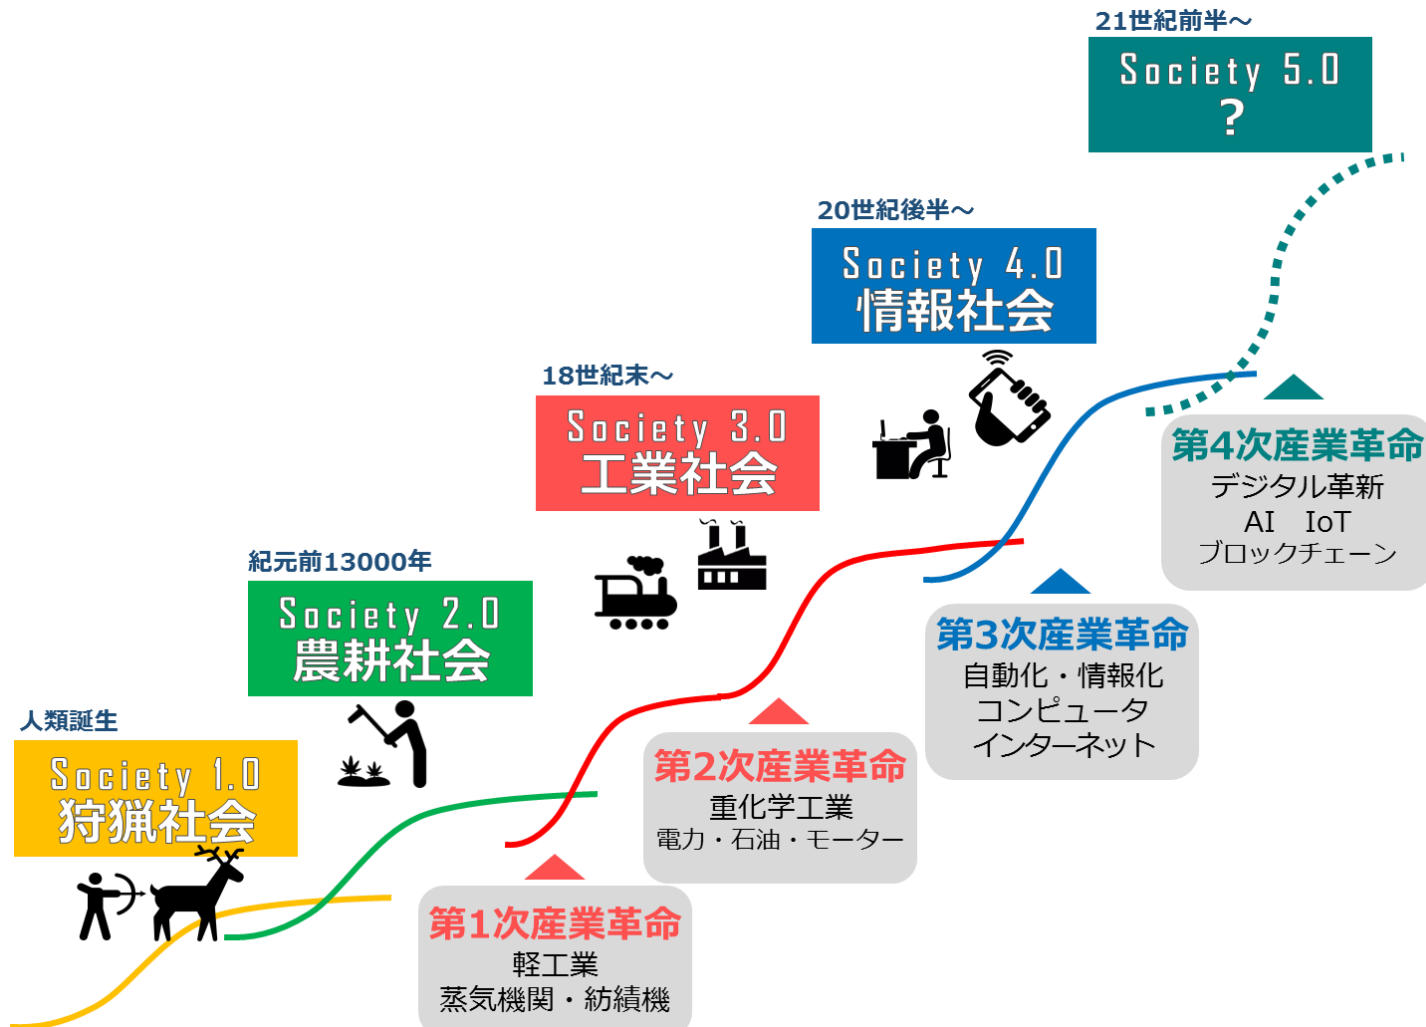 21世紀前半～
Society 5.0
?
20世紀後半～
Society 4.0
情報社会
18世紀末～
Society 3.0
工業社会
紀元前13000年
Society 2.0
農耕社会
人類誕生
Society 1.0
狩猟社会
第1次産業革命
軽工業
蒸気機関・紡績機
第2次産業革命
重化学工業
電力・石油・モーター
第3次産業革命
自動化・情報化
コンピュータ
インターネット
第4次産業革命
デジタル革新
AI　IoT
ブロックチェーン